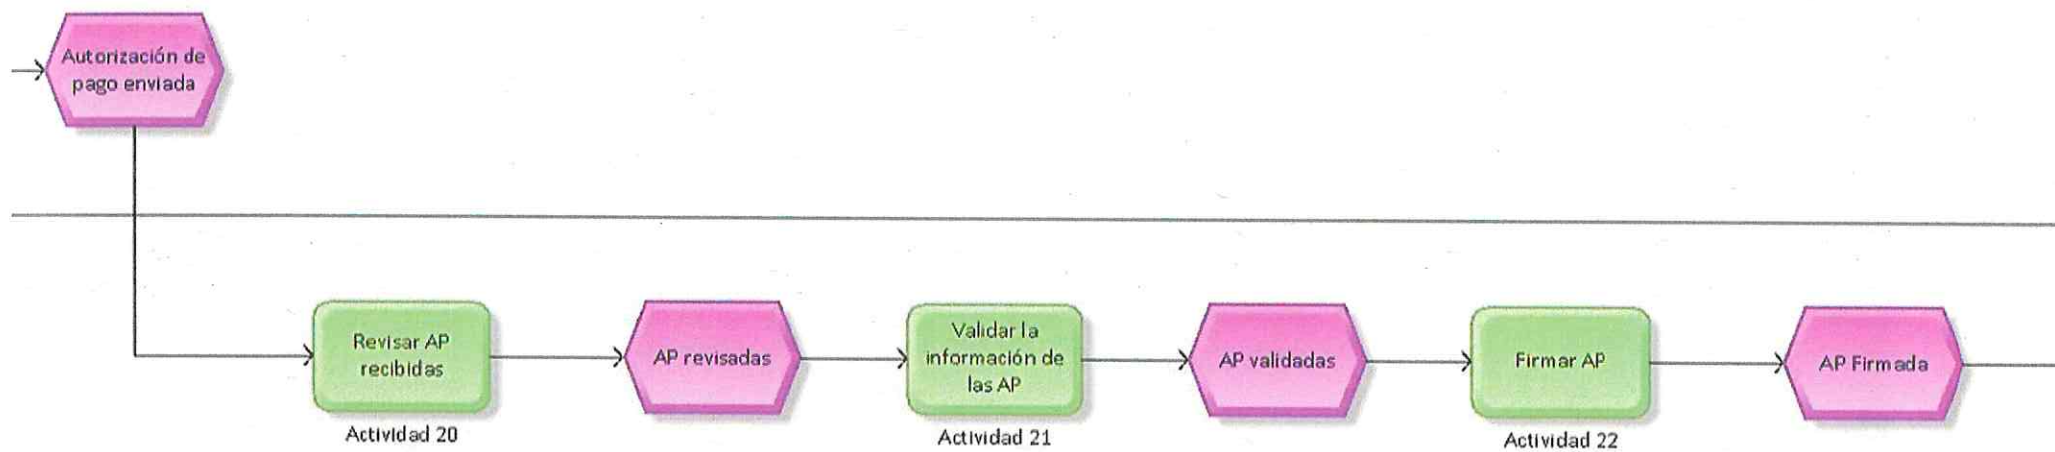 Autorización de
pago enviada
Revisar AP
recibidas
Actividad 20
AP revisadas
Validar la
información de
las AP
Actividad 21
AP validadas
Firmar AP
Actividad 22
AP Firmada